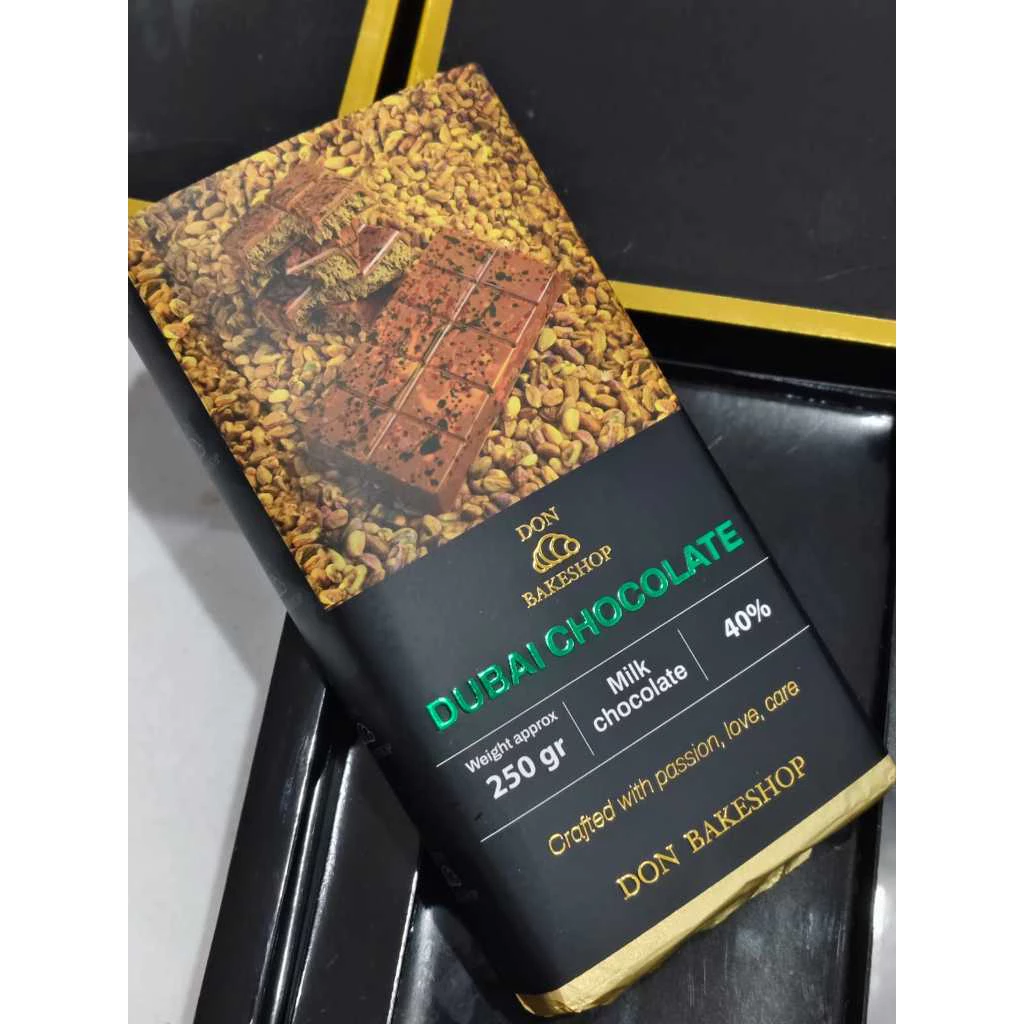 DON
BAKESHOP
DUBAI CHOCOLATE
Weight approx
250 gr
Milk
chocolate
40%
Crafted with passion, love, care
DON BAKESHOP